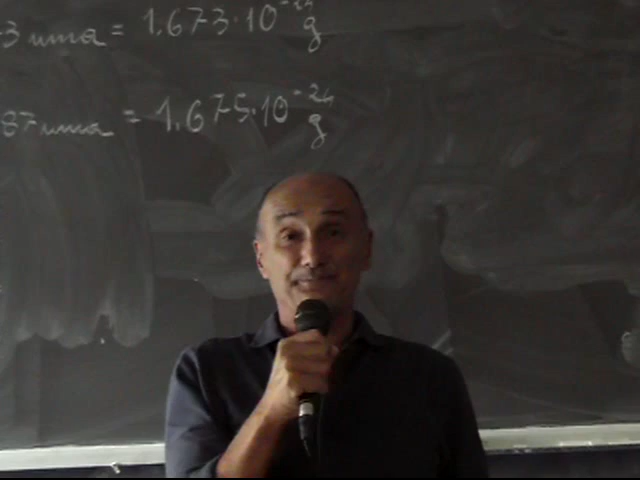 3 uma = 1.673·10⁻²⁴ g
87 uma = 1.675·10⁻²⁴ g